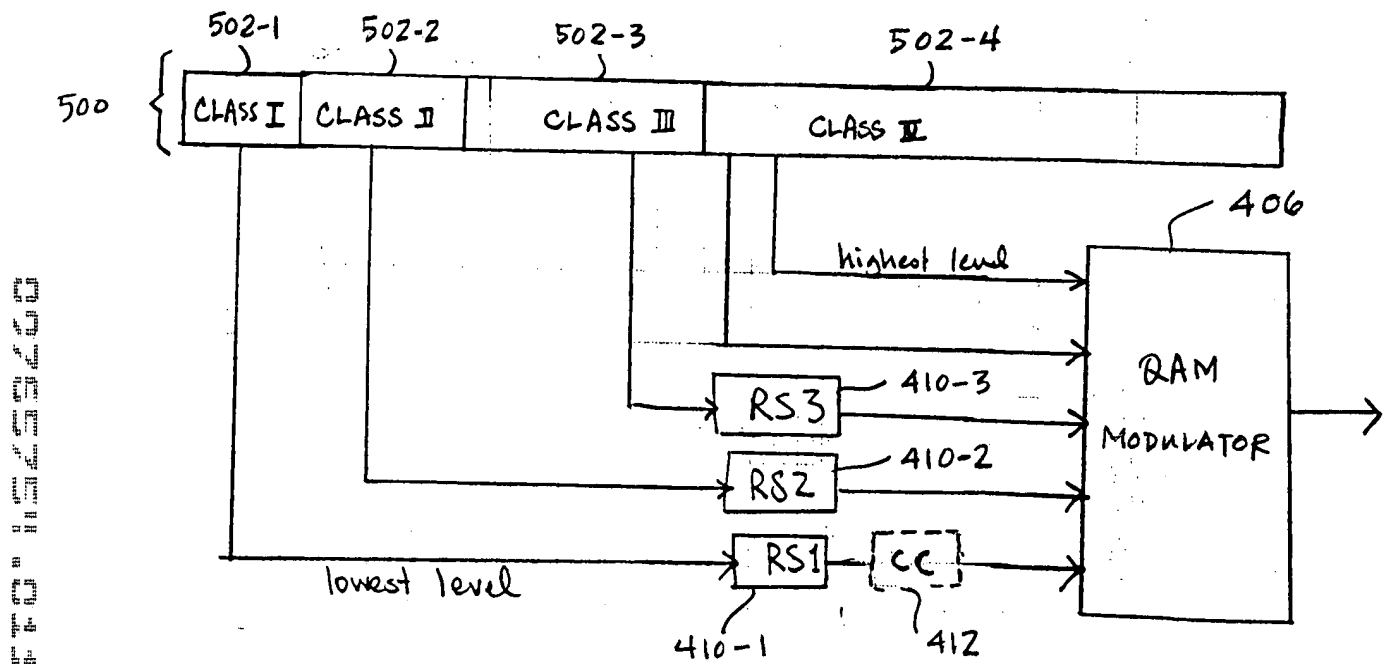 502-1 502-2 502-3 502-4
500
CLASS I CLASS II CLASS III CLASS IV
406
highest level
QAM
MODULATOR
RS3 410-3
RS2 410-2
RS1 CC
lowest level
410-1 412